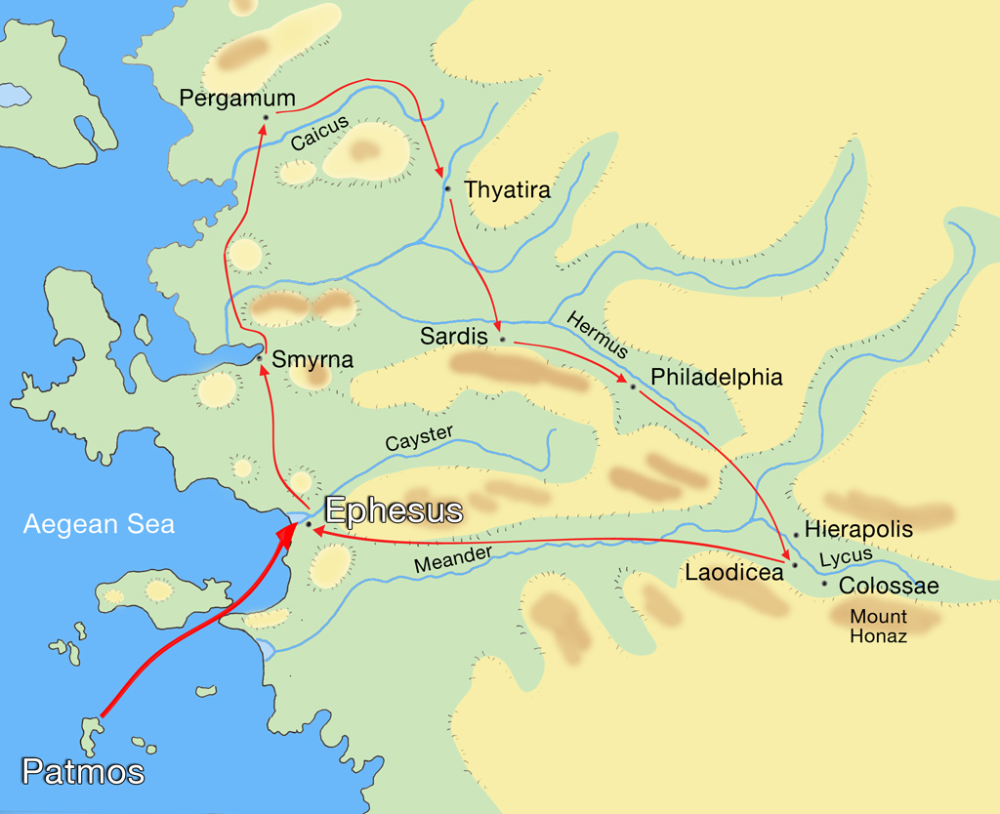 Pergamum
Caicus
Thyatira
Hermus
Sardis
Smyrna
Philadelphia
Cayster
Ephesus
Aegean Sea
Hierapolis
Meander
Lycus
Laodicea
Colossae
Mount
Honaz
Patmos